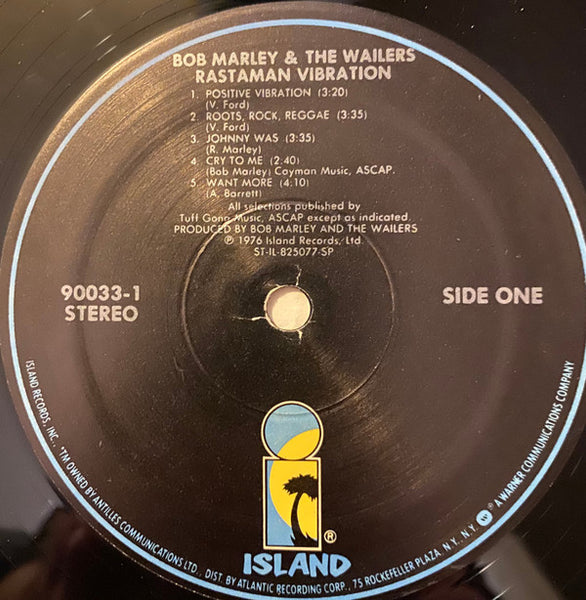 BOB MARLEY & THE WAILERS
RASTAMAN VIBRATION
1. POSITIVE VIBRATION (3:20)
(V. Ford)
2. ROOTS, ROCK, REGGAE (3:35)
(V. Ford)
3. JOHNNY WAS (3:35)
(R. Marley)
4. CRY TO ME (2:40)
(Bob Marley) Cayman Music, ASCAP.
5. WANT MORE (4:10)
(A. Barrett)
All selections published by
Tuff Gong Music, ASCAP except as indicated.
PRODUCED BY BOB MARLEY AND THE WAILERS
℗ 1976 Island Records, Ltd.
ST-IL-825077-SP
90033-1
STEREO
SIDE ONE
®
ISLAND
ISLAND RECORDS, INC., *TM OWNED BY ANTILLES COMMUNICATIONS LTD., DIST. BY ATLANTIC RECORDING CORP., 75 ROCKEFELLER PLAZA, N.Y., N.Y. W ® A WARNER COMMUNICATIONS COMPANY